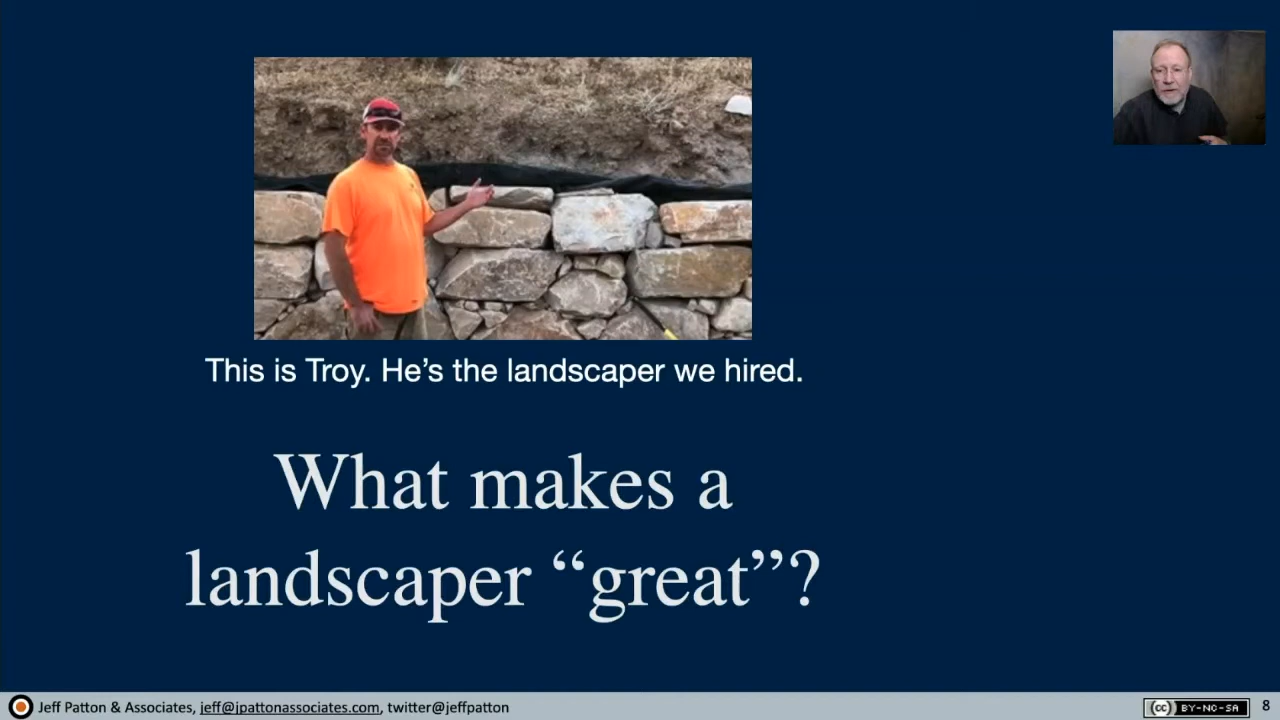 This is Troy. He’s the landscaper we hired.
What makes a
landscaper “great”?
Jeff Patton & Associates, jeff@jpattonassociates.com, twitter@jeffpatton
cc BY-NC-SA 8